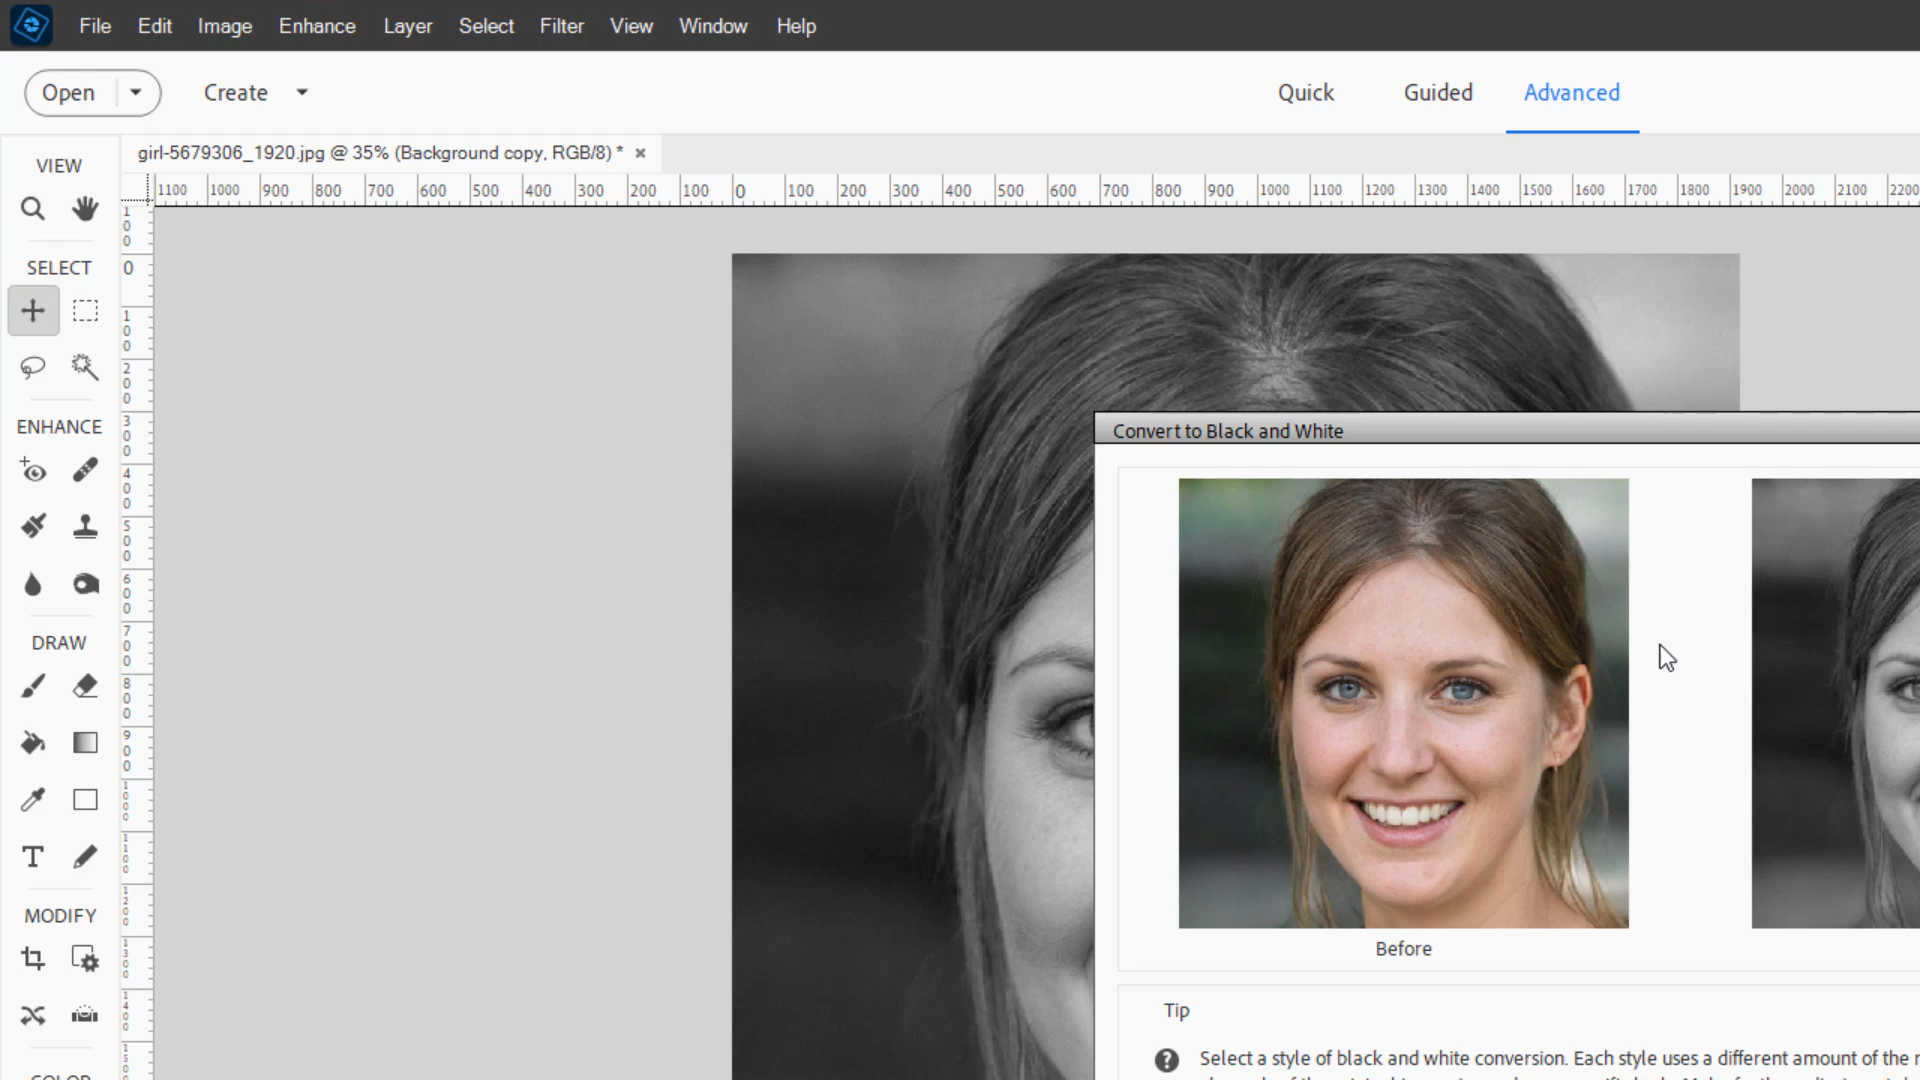 File Edit Image Enhance Layer Select Filter View Window Help
Open Create Quick Guided Advanced
girl-5679306_1920.jpg @ 35% (Background copy, RGB/8) * ×
VIEW
1100 1000 900 800 700 600 500 400 300 200 100 0 100 200 300 400 500 600 700 800 900 1000 1100 1200 1300 1400 1500 1600 1700 1800 1900 2000 2100 2200
100
0
100
200
300
400
500
600
700
800
900
1000
1100
1200
1300
1400
SELECT
ENHANCE
DRAW
T
MODIFY
Convert to Black and White
Before
Tip
Select a style of black and white conversion. Each style uses a different amount of the